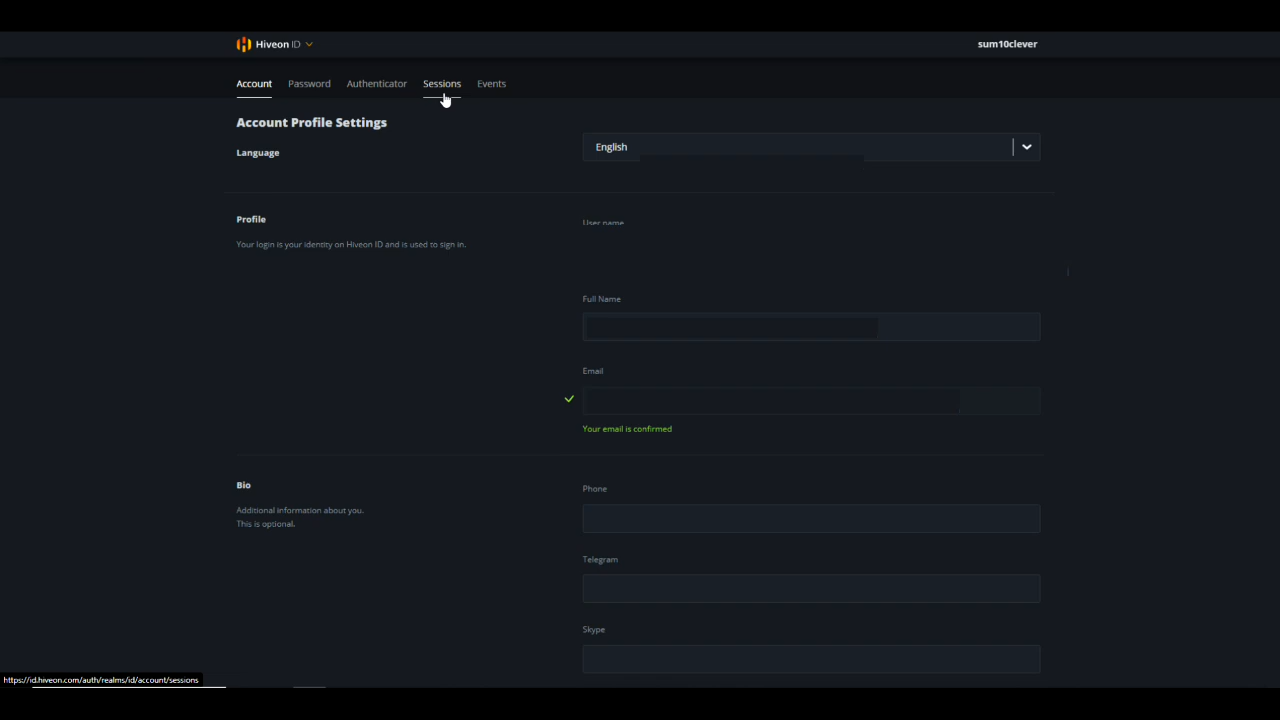 Hiveon ID
sum10clever
Account Password Authenticator Sessions Events
Account Profile Settings
Language
English
Profile
User name
Your login is your identity on Hiveon ID and is used to sign in.
Full Name
Email
Your email is confirmed
Bio
Phone
Additional information about you.
This is optional.
Telegram
Skype
https://id.hiveon.com/auth/realms/id/account/sessions